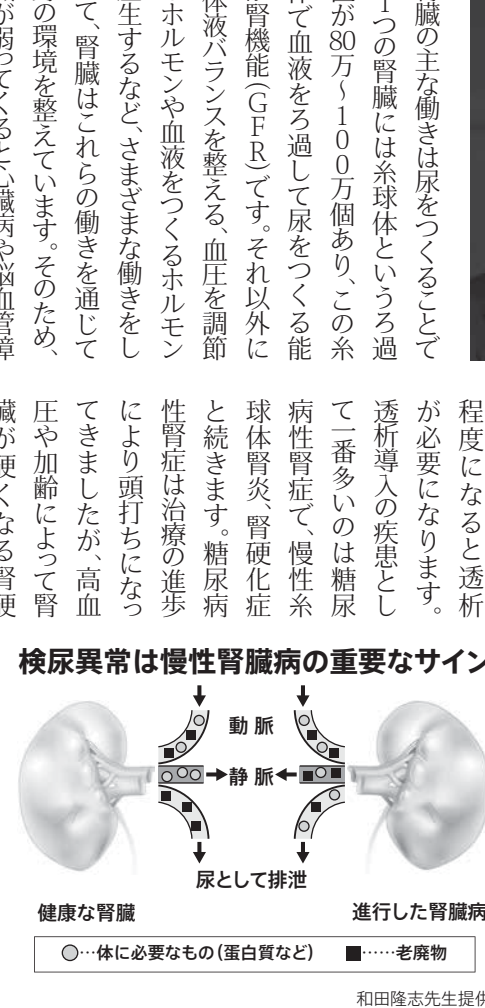 臓の主な働きは尿をつくることで
1つの腎臓には糸球体というろ過
が80万〜100万個あり、この糸
で血液をろ過して尿をつくる能
腎機能(GFR)です。それ以外に
体液バランスを整える、血圧を調節
ホルモンや血液をつくるホルモン
生するなど、さまざまな働きをし
て、腎臓はこれらの働きを通じて
の環境を整えています。そのため、
が弱ってくると心臓病や脳血管障
程度になると透析
が必要になります。
透析導入の疾患とし
て一番多いのは糖尿
病性腎症で、慢性糸
球体腎炎、腎硬化症
と続きます。糖尿病
性腎症は治療の進歩
により頭打ちになっ
てきましたが、高血
圧や加齢によって腎
臓が硬くなる腎硬
検尿異常は慢性腎臓病の重要なサイン
動脈
静脈
尿として排泄
健康な腎臓
進行した腎臓病
○…体に必要なもの(蛋白質など) ■……老廃物
和田隆志先生提供